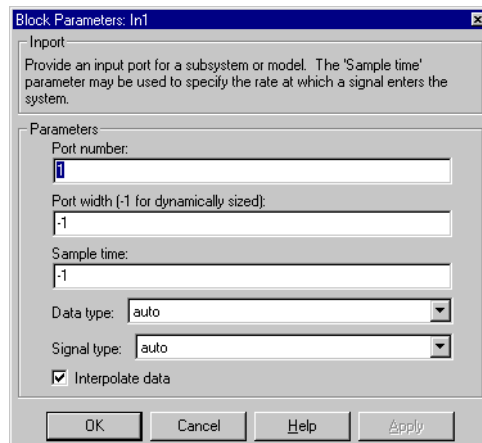 Block Parameters: In1
Inport
Provide an input port for a subsystem or model. The 'Sample time'
parameter may be used to specify the rate at which a signal enters the
system.
Parameters
Port number:
1
Port width (-1 for dynamically sized):
-1
Sample time:
-1
Data type: auto
Signal type: auto
Interpolate data
OK Cancel Help Apply